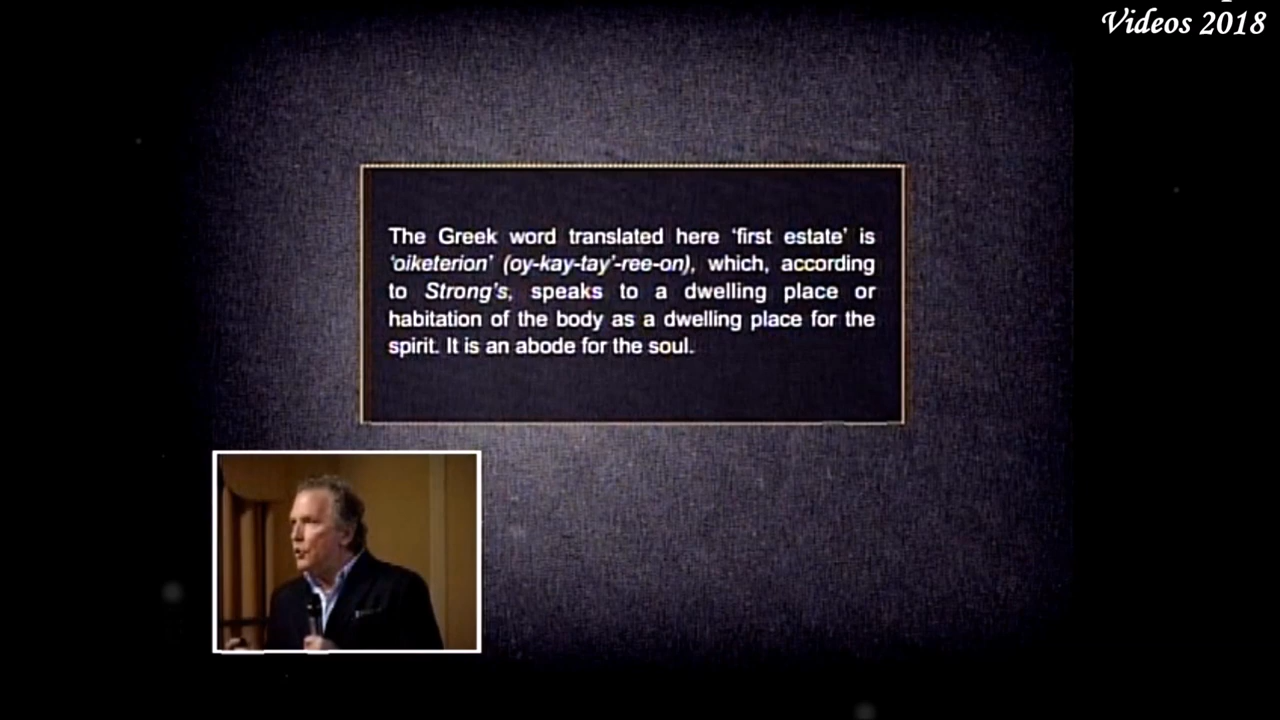 Videos 2018
The Greek word translated here ‘first estate’ is
‘oiketerion’ (oy-kay-tay’-ree-on), which, according
to Strong’s, speaks to a dwelling place or
habitation of the body as a dwelling place for the
spirit. It is an abode for the soul.